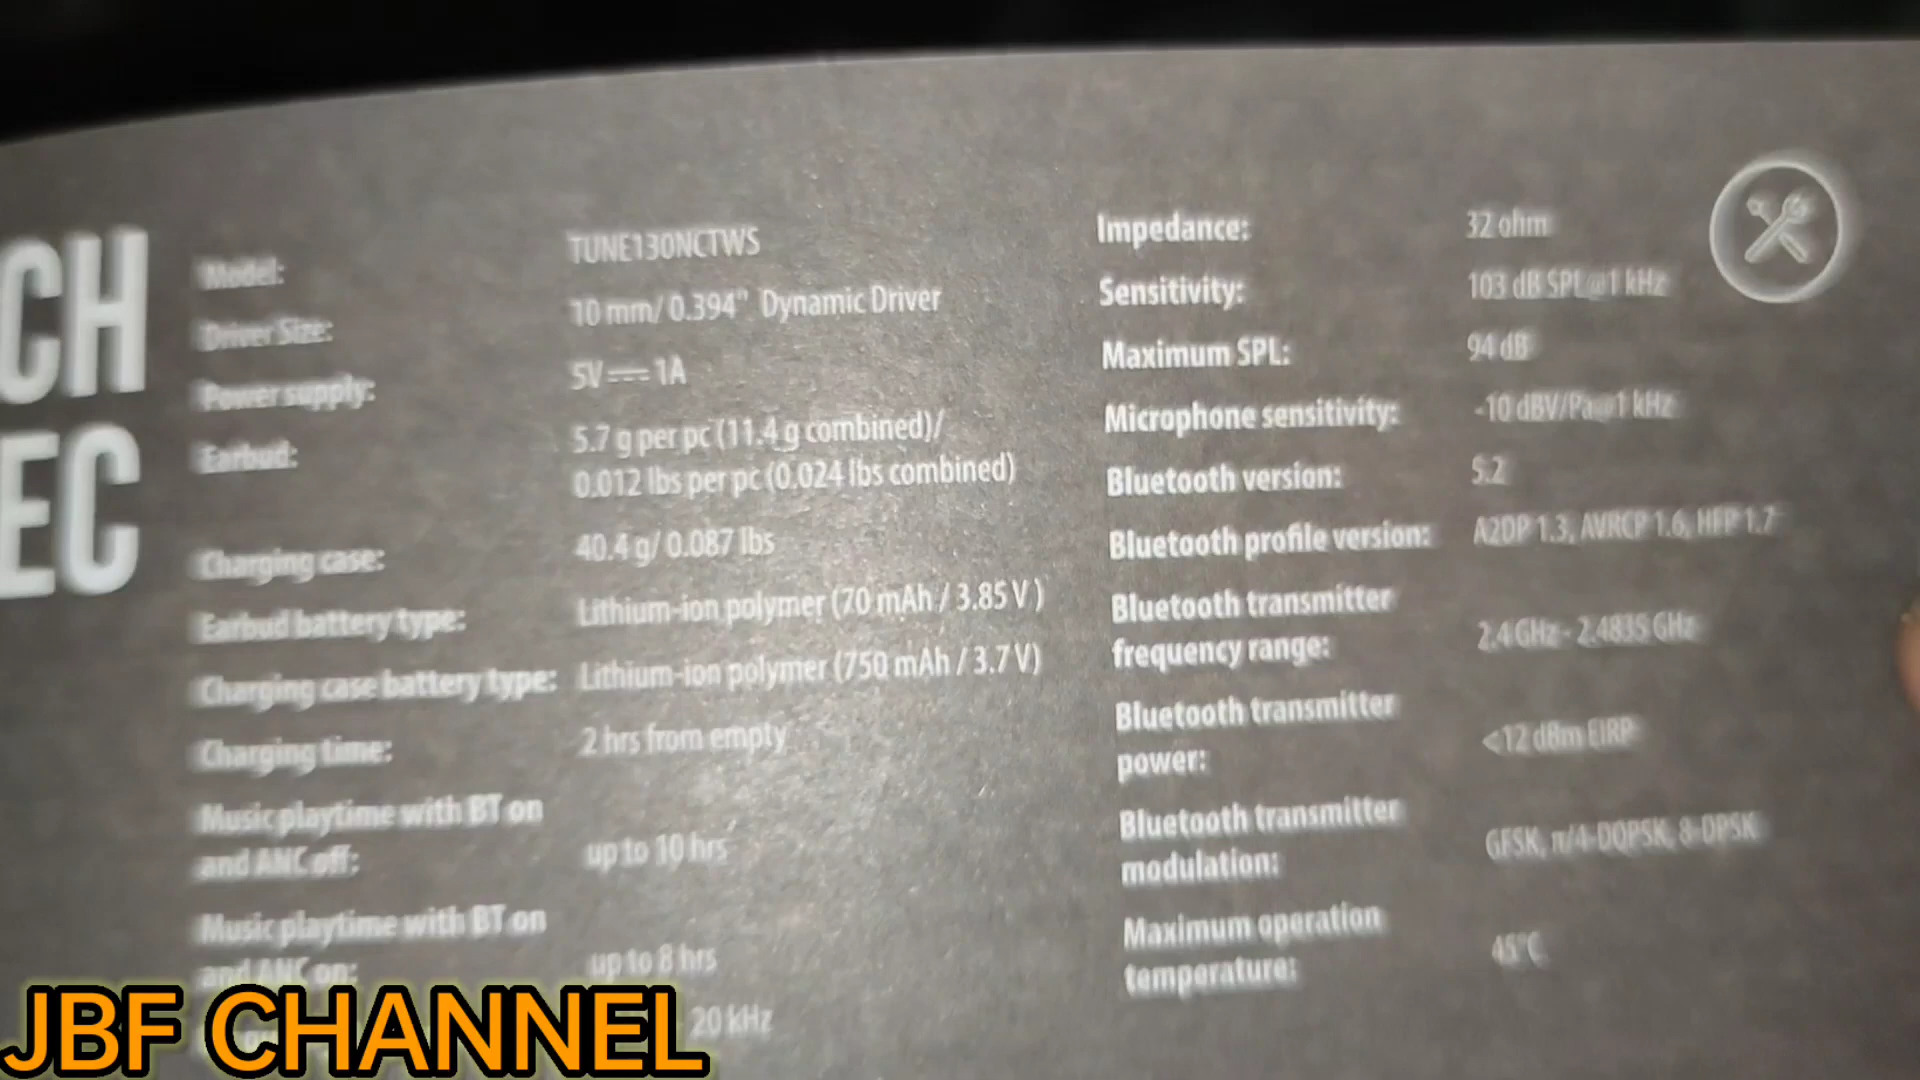 CH
EC
Model: TUNE130NCTWS
Driver Size: 10 mm/ 0.394" Dynamic Driver
Power supply: 5V⎓1A
Earbud: 5.7 g per pc (11.4 g combined)/
0.012 lbs per pc (0.024 lbs combined)
Charging case: 40.4 g/ 0.087 lbs
Earbud battery type: Lithium-ion polymer (70 mAh / 3.85 V )
Charging case battery type: Lithium-ion polymer (750 mAh / 3.7 V)
Charging time: 2 hrs from empty
Music playtime with BT on
and ANC off: up to 10 hrs
Music playtime with BT on
and ANC on: up to 8 hrs
20 kHz
Impedance: 32 ohm
Sensitivity: 103 dB SPL@1 kHz
Maximum SPL: 94 dB
Microphone sensitivity: -10 dBV/Pa@1 kHz
Bluetooth version: 5.2
Bluetooth profile version: A2DP 1.3, AVRCP 1.6, HFP 1.7
Bluetooth transmitter
frequency range: 2.4 GHz - 2.4835 GHz
Bluetooth transmitter
power: <12 dBm EIRP
Bluetooth transmitter
modulation: GFSK, π/4-DQPSK, 8-DPSK
Maximum operation
temperature: 45°C
JBF CHANNEL